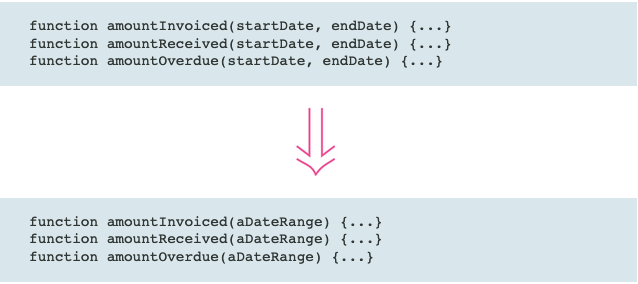 function amountInvoiced(startDate, endDate) {...}
function amountReceived(startDate, endDate) {...}
function amountOverdue(startDate, endDate) {...}
function amountInvoiced(aDateRange) {...}
function amountReceived(aDateRange) {...}
function amountOverdue(aDateRange) {...}